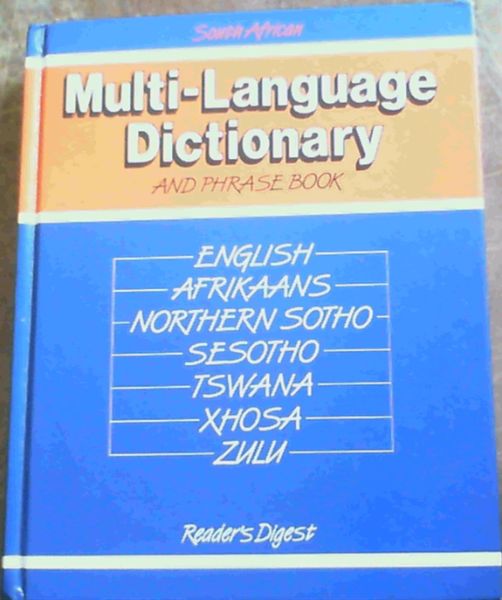 South African
Multi-Language
Dictionary
AND PHRASE BOOK
ENGLISH
AFRIKAANS
NORTHERN SOTHO
SESOTHO
TSWANA
XHOSA
ZULU
Reader's Digest